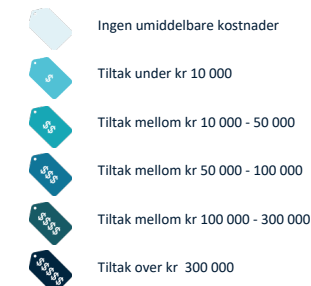 Ingen umiddelbare kostnader
$ Tiltak under kr 10 000
$$ Tiltak mellom kr 10 000 - 50 000
$$$ Tiltak mellom kr 50 000 - 100 000
$$$$ Tiltak mellom kr 100 000 - 300 000
$$$$$ Tiltak over kr  300 000